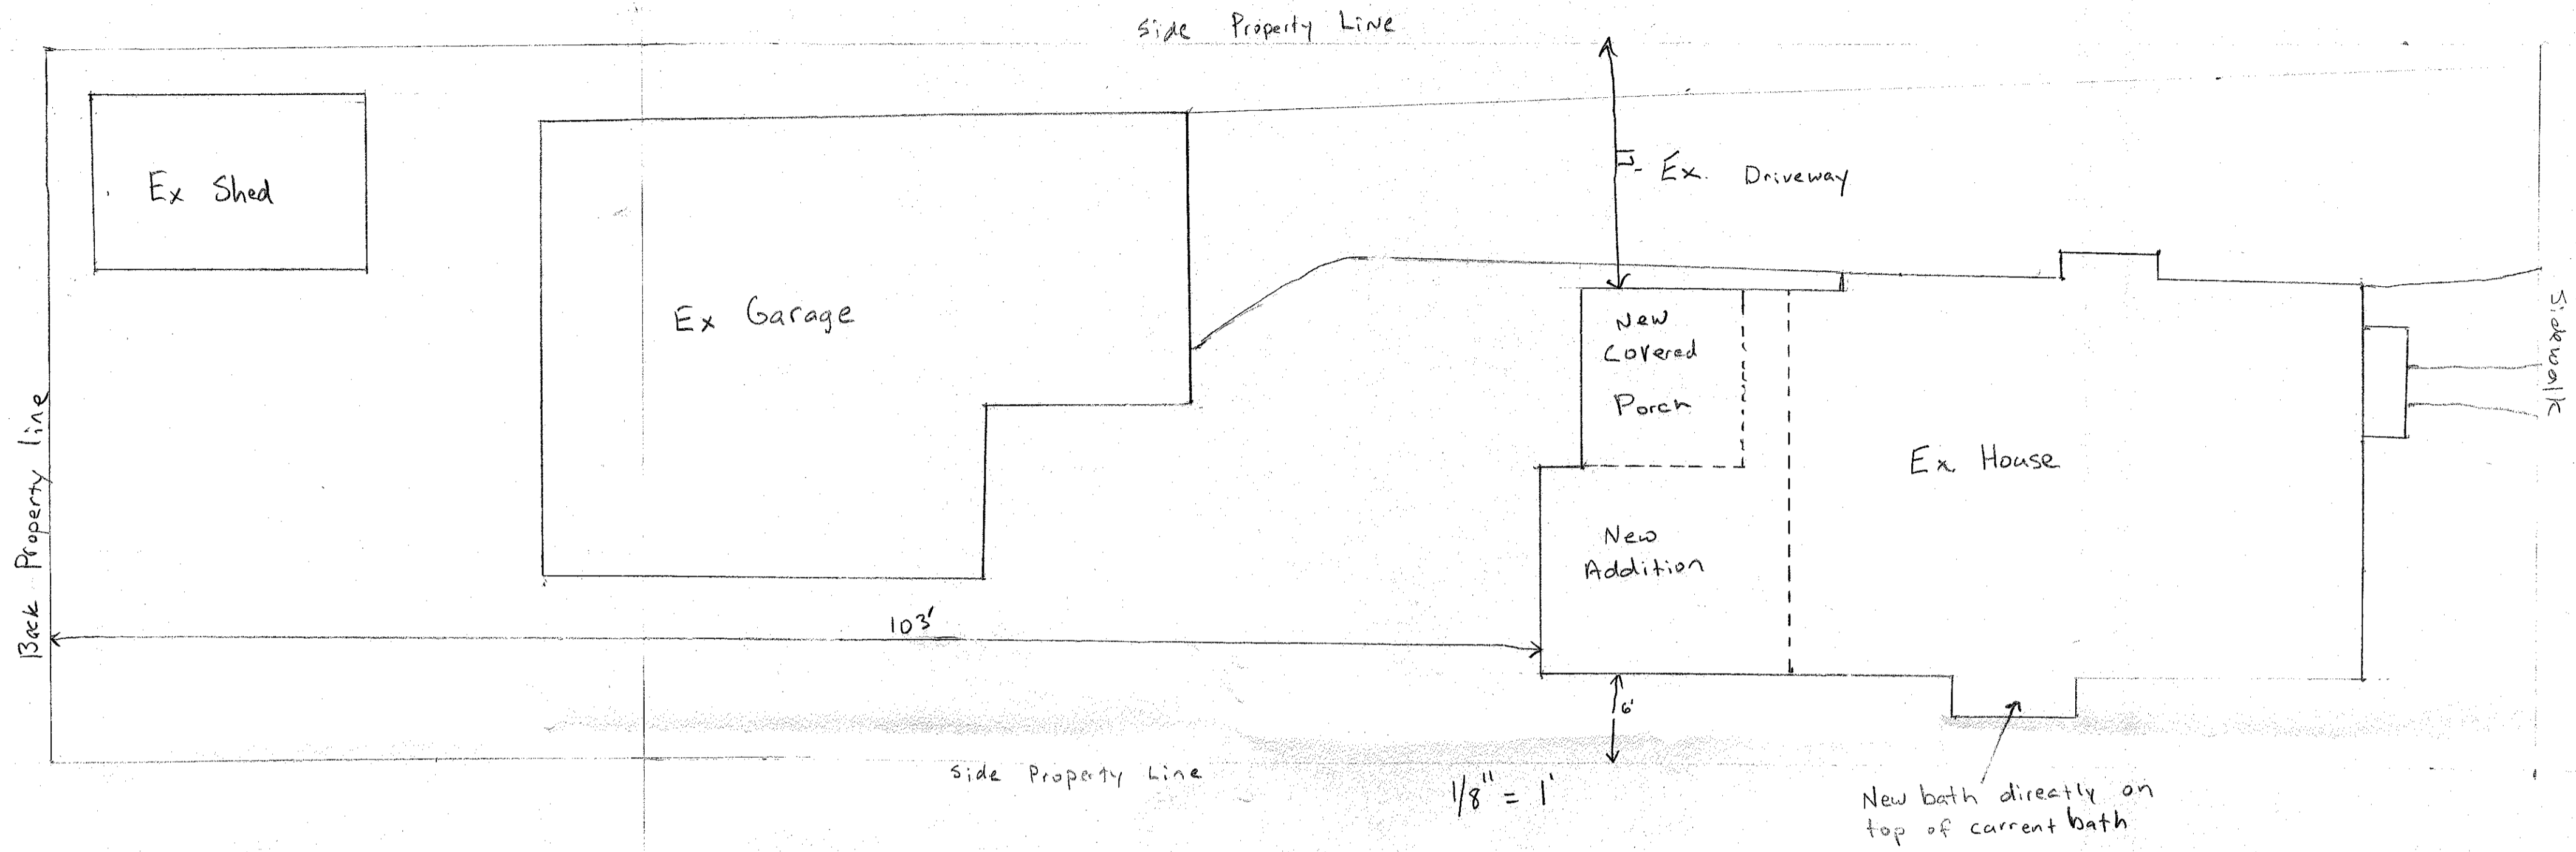 Side Property Line
Ex Shed
Ex. Driveway
17'
Ex Garage
New
Covered
Porch
Sidewalk
Ex. House
Back Property line
New
Addition
103'
6'
Side Property Line
1/8" = 1'
New bath directly on
top of current bath